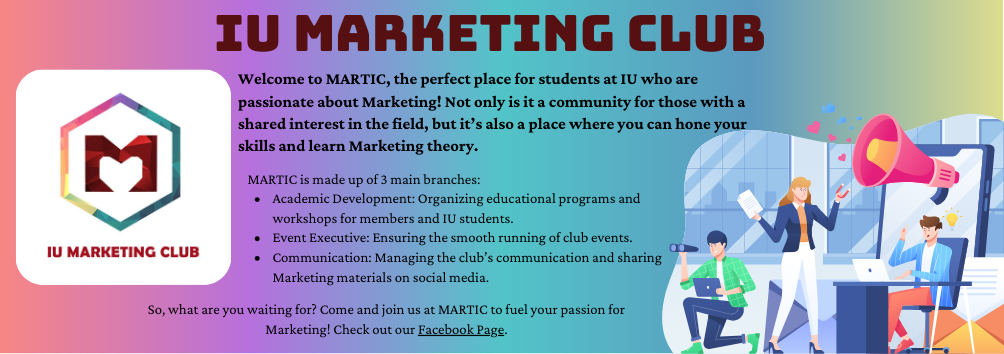 IU MARKETING CLUB
Welcome to MARTIC, the perfect place for students at IU who are
passionate about Marketing! Not only is it a community for those with a
shared interest in the field, but it's also a place where you can hone your
skills and learn Marketing theory.
IU MARKETING CLUB
MARTIC is made up of 3 main branches:
• Academic Development: Organizing educational programs and
workshops for members and IU students.
• Event Executive: Ensuring the smooth running of club events.
• Communication: Managing the club's communication and sharing
Marketing materials on social media.
So, what are you waiting for? Come and join us at MARTIC to fuel your passion for
Marketing! Check out our Facebook Page.